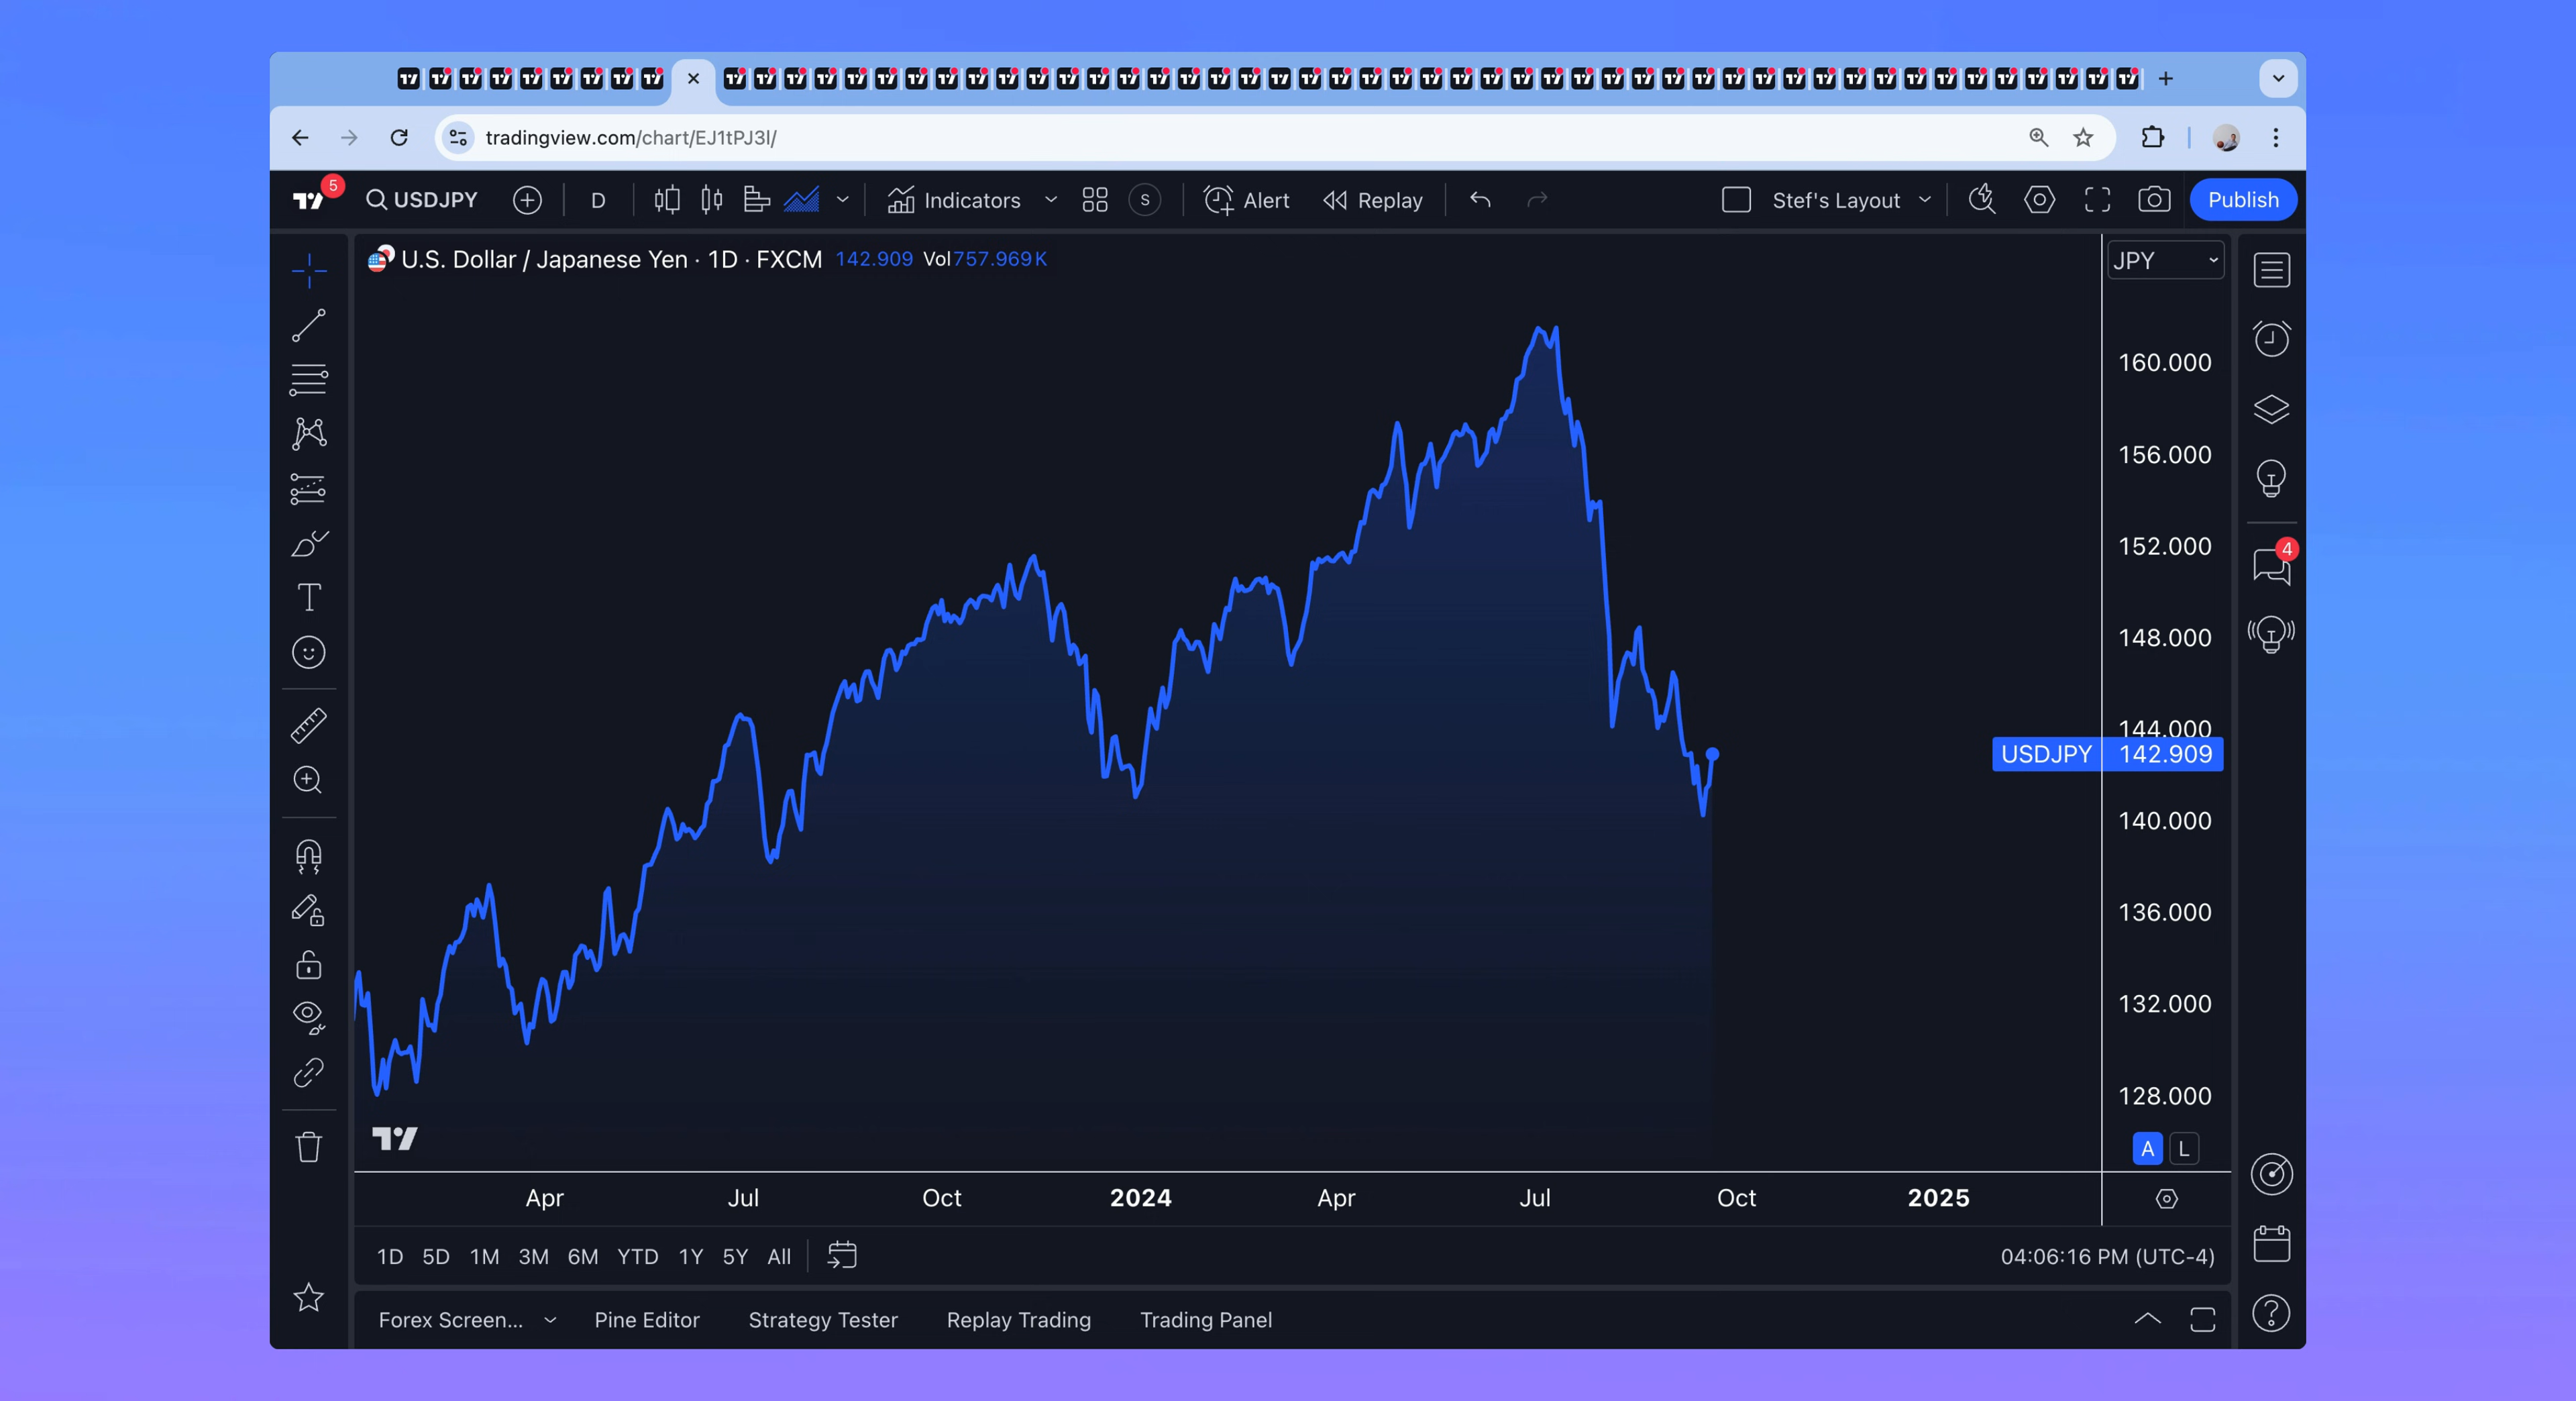 tradingview.com/chart/EJ1tPJ3l/
5 USDJPY D Indicators S Alert Replay Stef's Layout Publish
U.S. Dollar / Japanese Yen · 1D · FXCM 142.909 Vol757.969K
JPY
160.000
156.000
152.000
4
148.000
144.000
USDJPY 142.909
140.000
136.000
132.000
128.000
A L
Apr Jul Oct 2024 Apr Jul Oct 2025
1D 5D 1M 3M 6M YTD 1Y 5Y All 04:06:16 PM (UTC-4)
Forex Screen... Pine Editor Strategy Tester Replay Trading Trading Panel